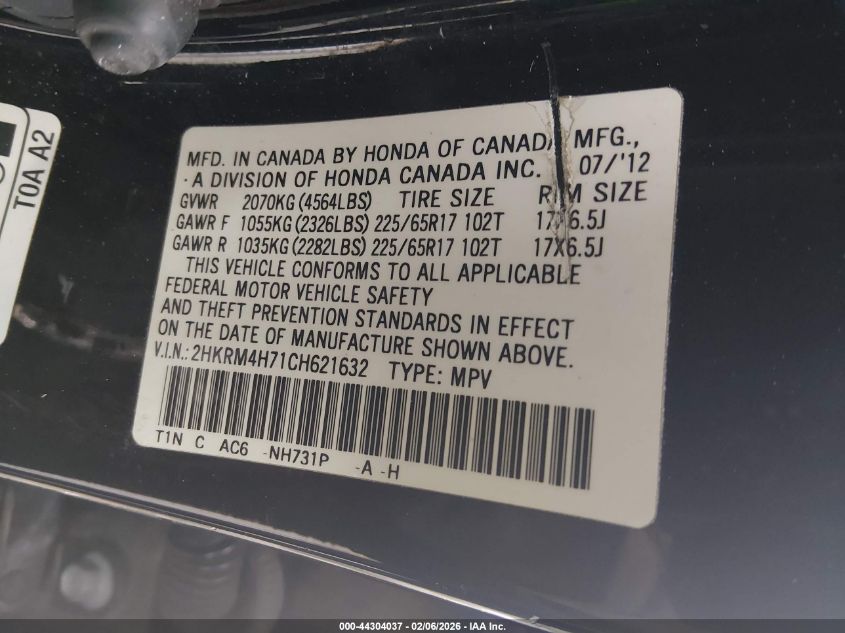 T0A A2
MFD. IN CANADA BY HONDA OF CANADA MFG.,
·A DIVISION OF HONDA CANADA INC. 07/'12
GVWR 2070KG (4564LBS) TIRE SIZE RIM SIZE
GAWR F 1055KG (2326LBS) 225/65R17 102T 17X6.5J
GAWR R 1035KG (2282LBS) 225/65R17 102T 17X6.5J
THIS VEHICLE CONFORMS TO ALL APPLICABLE
FEDERAL MOTOR VEHICLE SAFETY
AND THEFT PREVENTION STANDARDS IN EFFECT
ON THE DATE OF MANUFACTURE SHOWN ABOVE.
V.I.N.: 2HKRM4H71CH621632 TYPE: MPV
T1N C AC6 -NH731P -A -H
000-44304037 - 02/06/2026 - IAA Inc.